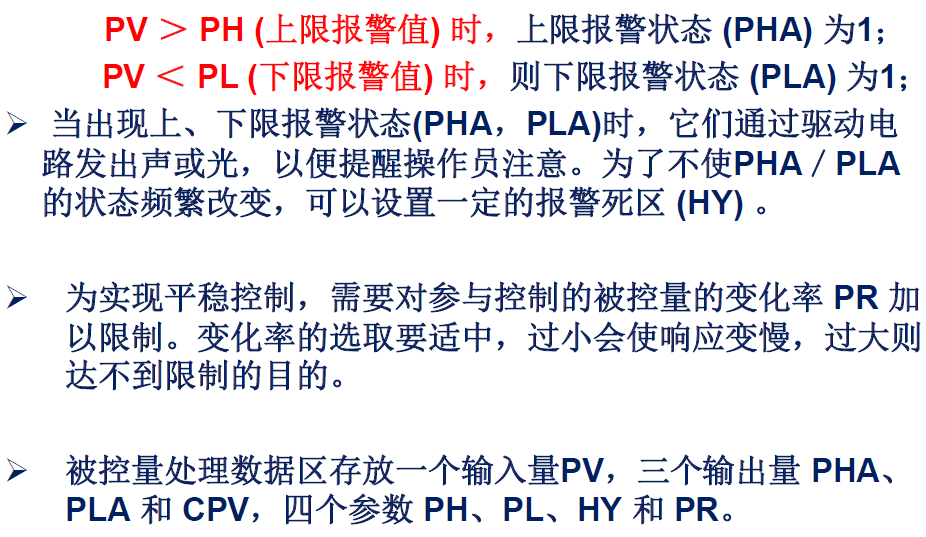 PV > PH (上限报警值) 时，上限报警状态 (PHA) 为1；
PV < PL (下限报警值) 时，则下限报警状态 (PLA) 为1；
➢ 当出现上、下限报警状态(PHA，PLA)时，它们通过驱动电
路发出声或光，以便提醒操作员注意。为了不使PHA／PLA
的状态频繁改变，可以设置一定的报警死区 (HY) 。
➢ 为实现平稳控制，需要对参与控制的被控量的变化率 PR 加
以限制。变化率的选取要适中，过小会使响应变慢，过大则
达不到限制的目的。
➢ 被控量处理数据区存放一个输入量PV，三个输出量 PHA、
PLA 和 CPV，四个参数 PH、PL、HY 和 PR。